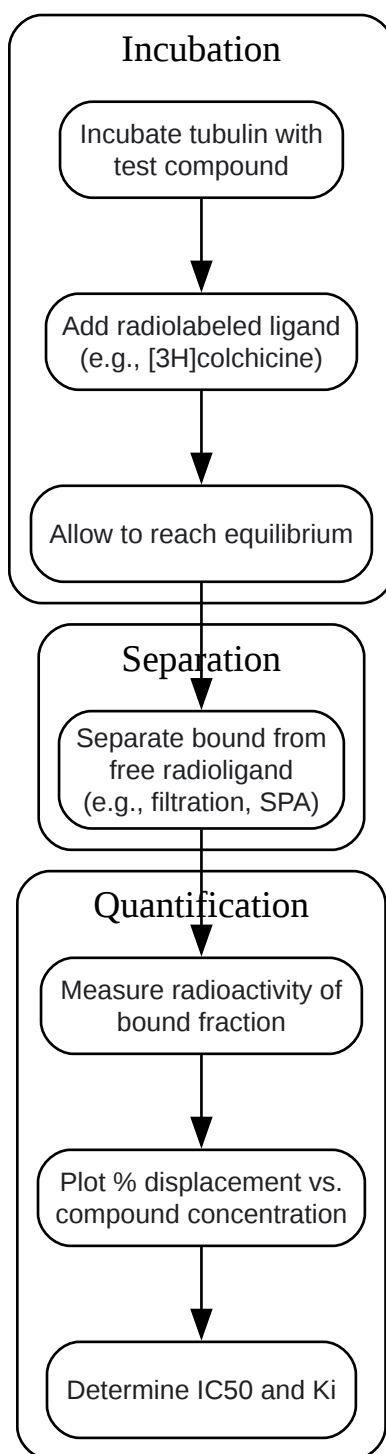 Incubation
Incubate tubulin with
test compound
Add radiolabeled ligand
(e.g., [3H]colchicine)
Allow to reach equilibrium
Separation
Separate bound from
free radioligand
(e.g., filtration, SPA)
Quantification
Measure radioactivity of
bound fraction
Plot % displacement vs.
compound concentration
Determine IC50 and Ki